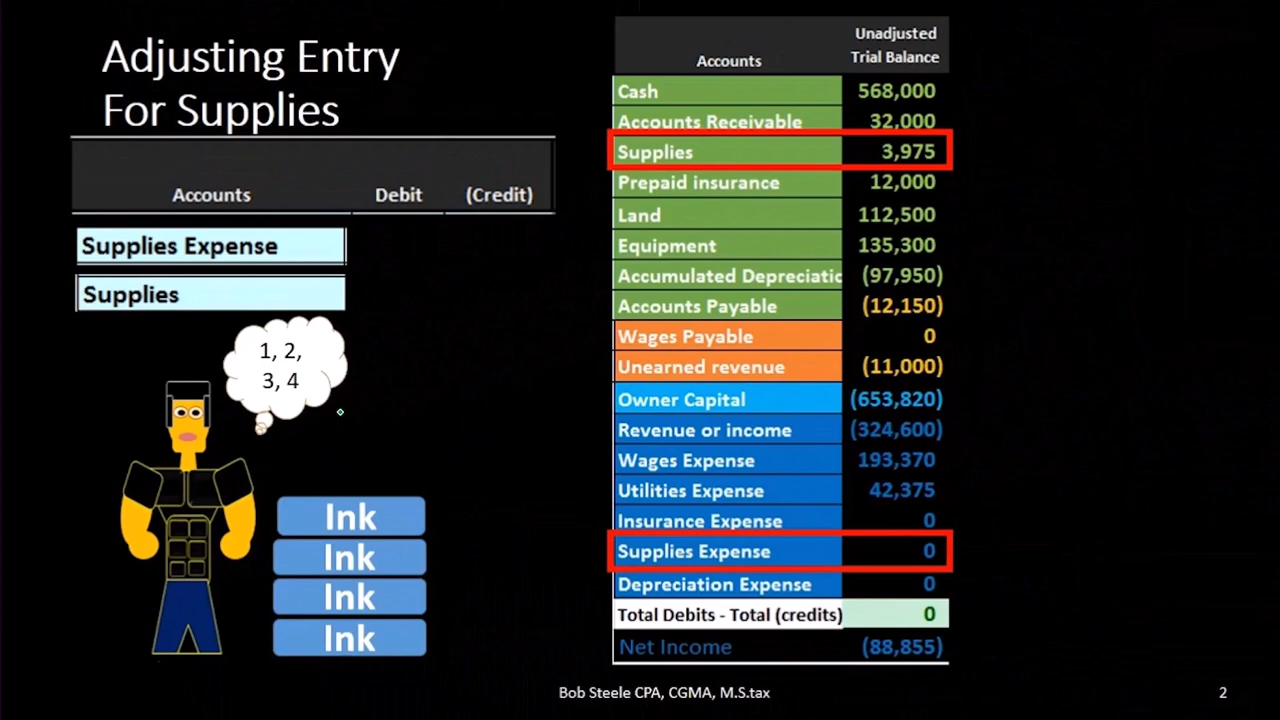 Adjusting Entry
For Supplies
Accounts Debit (Credit)
Supplies Expense
Supplies
1, 2,
3, 4
Ink
Ink
Ink
Ink
Unadjusted
Accounts Trial Balance
Cash 568,000
Accounts Receivable 32,000
Supplies 3,975
Prepaid insurance 12,000
Land 112,500
Equipment 135,300
Accumulated Depreciatic (97,950)
Accounts Payable (12,150)
Wages Payable 0
Unearned revenue (11,000)
Owner Capital (653,820)
Revenue or income (324,600)
Wages Expense 193,370
Utilities Expense 42,375
Insurance Expense 0
Supplies Expense 0
Depreciation Expense 0
Total Debits - Total (credits) 0
Net Income (88,855)
Bob Steele CPA, CGMA, M.S.tax
2